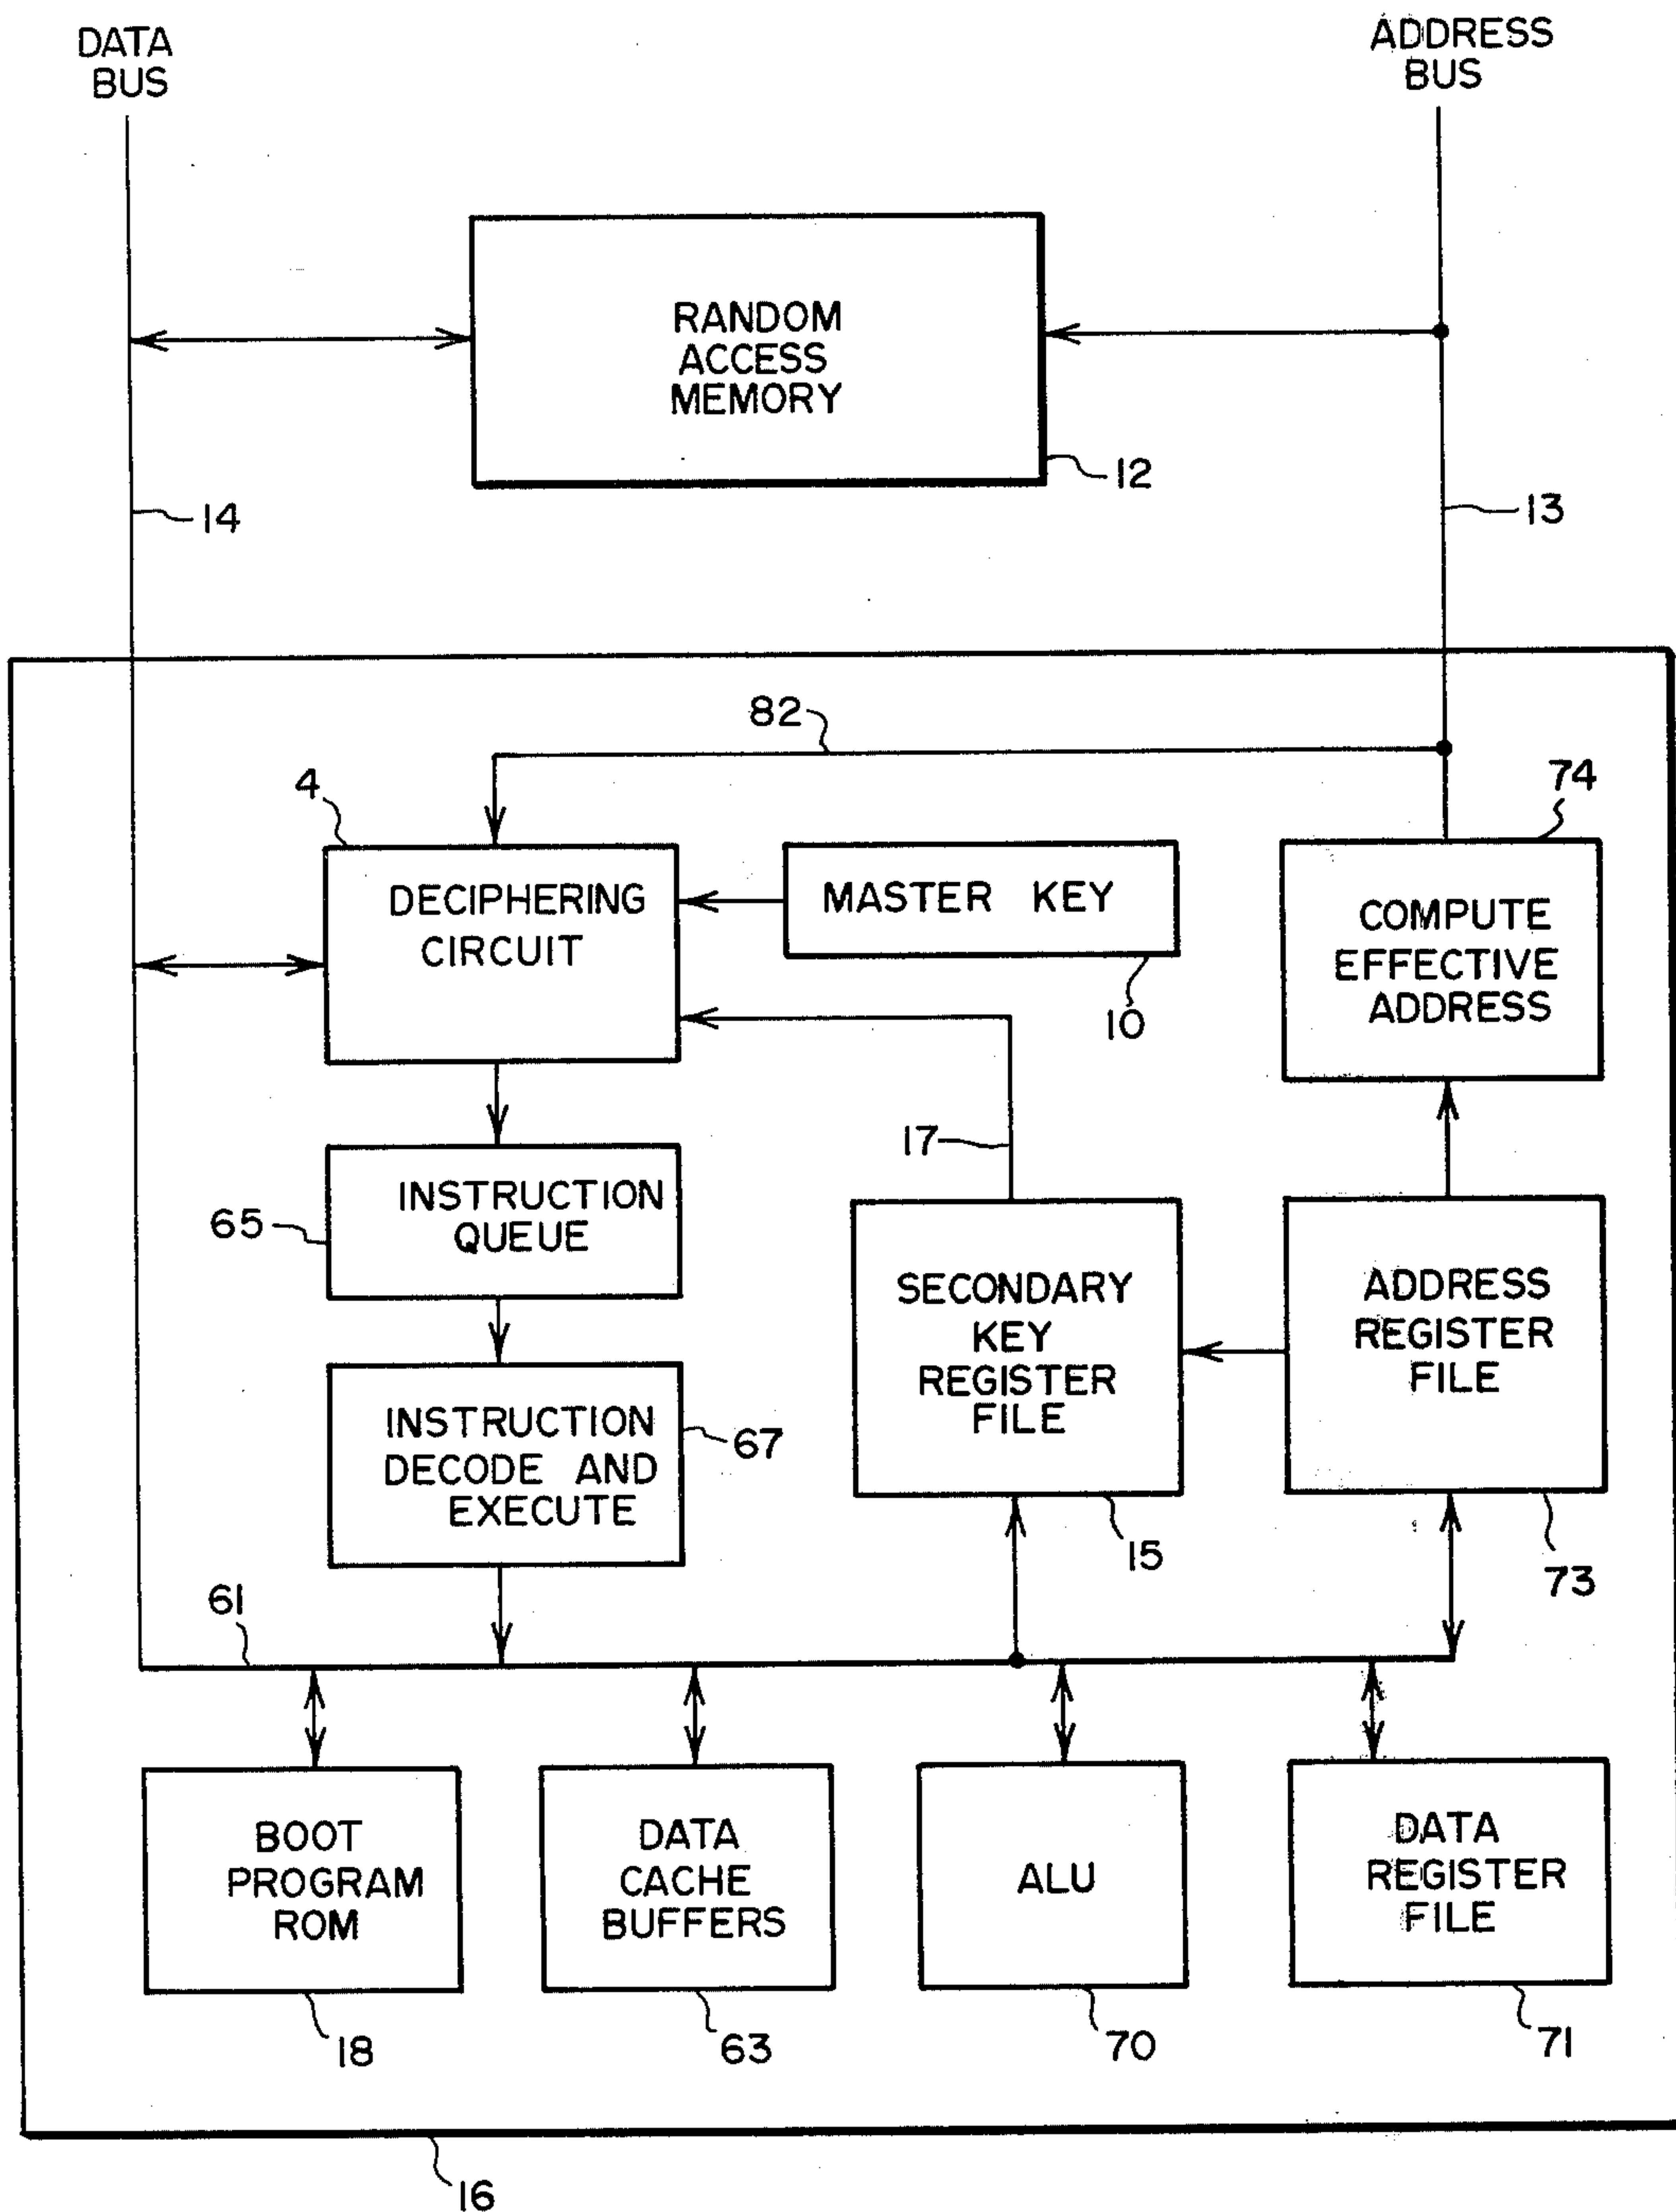 DATA
BUS
ADDRESS
BUS
RANDOM
ACCESS
MEMORY
12
14
13
82
4
74
DECIPHERING
CIRCUIT
MASTER KEY
COMPUTE
EFFECTIVE
ADDRESS
10
17
INSTRUCTION
QUEUE
65
SECONDARY
KEY
REGISTER
FILE
ADDRESS
REGISTER
FILE
INSTRUCTION
DECODE AND
EXECUTE
67
15
73
61
BOOT
PROGRAM
ROM
DATA
CACHE
BUFFERS
ALU
DATA
REGISTER
FILE
18
63
70
71
16